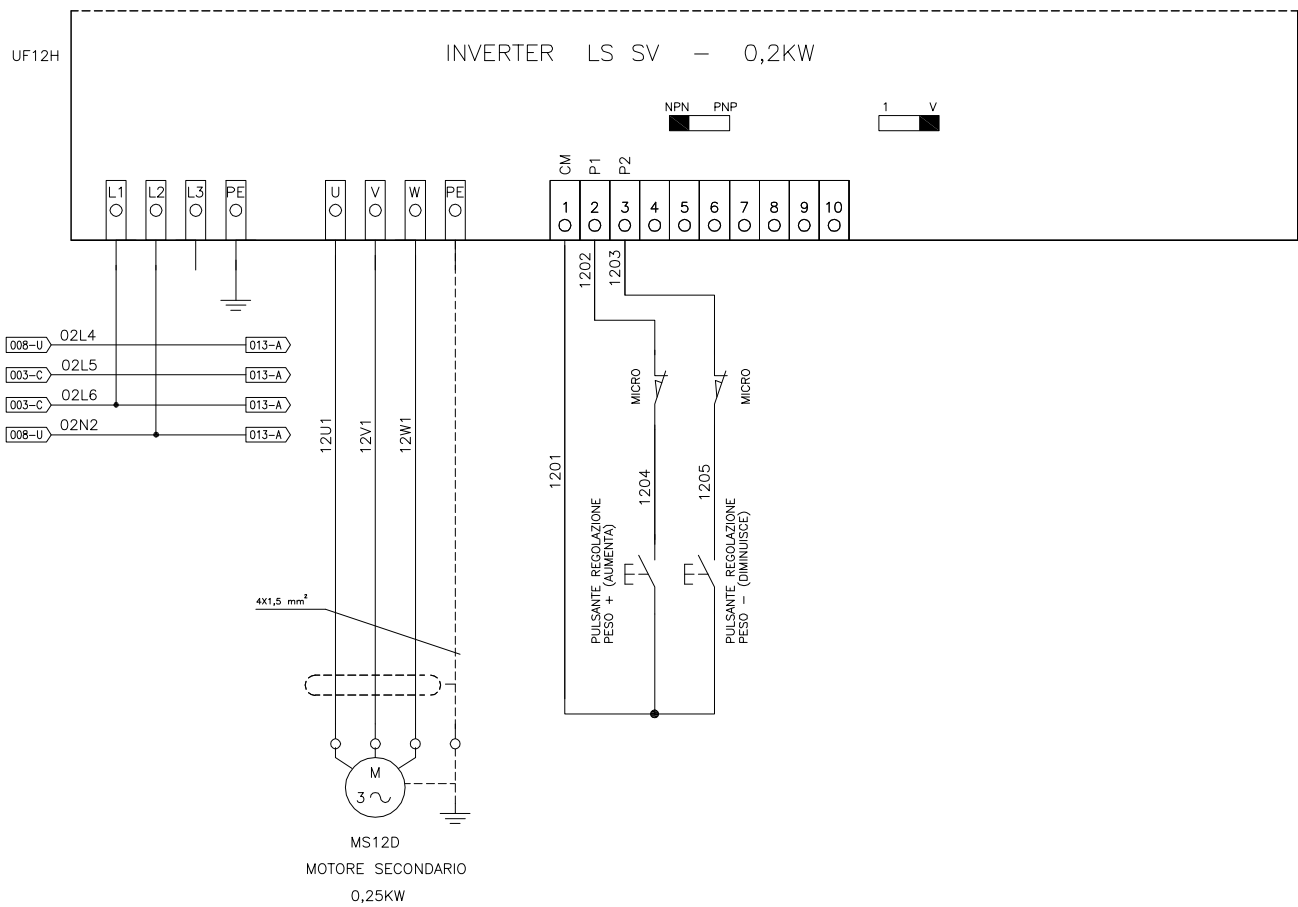 UF12H
INVERTER LS SV – 0,2KW
NPN PNP
1 V
CM
P1
P2
L1
L2
L3
PE
U
V
W
PE
1
2
3
4
5
6
7
8
9
10
1202
1203
008-U
02L4
013-A
003-C
02L5
013-A
003-C
02L6
013-A
008-U
02N2
013-A
12U1
12V1
12W1
1201
MICRO
MICRO
1204
1205
PULSANTE REGOLAZIONE
PESO + (AUMENTA)
PULSANTE REGOLAZIONE
PESO – (DIMINUISCE)
4X1,5 mm²
M
3
MS12D
MOTORE SECONDARIO
0,25KW